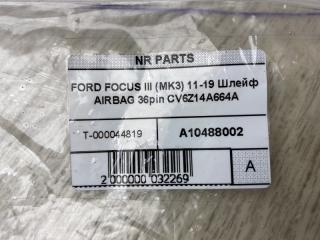 NR PARTS
FORD FOCUS III (MK3) 11-19 Шлейф
AIRBAG 36pin CV6Z14A664A
T-000044819 A10488002
2 000000 032269 A